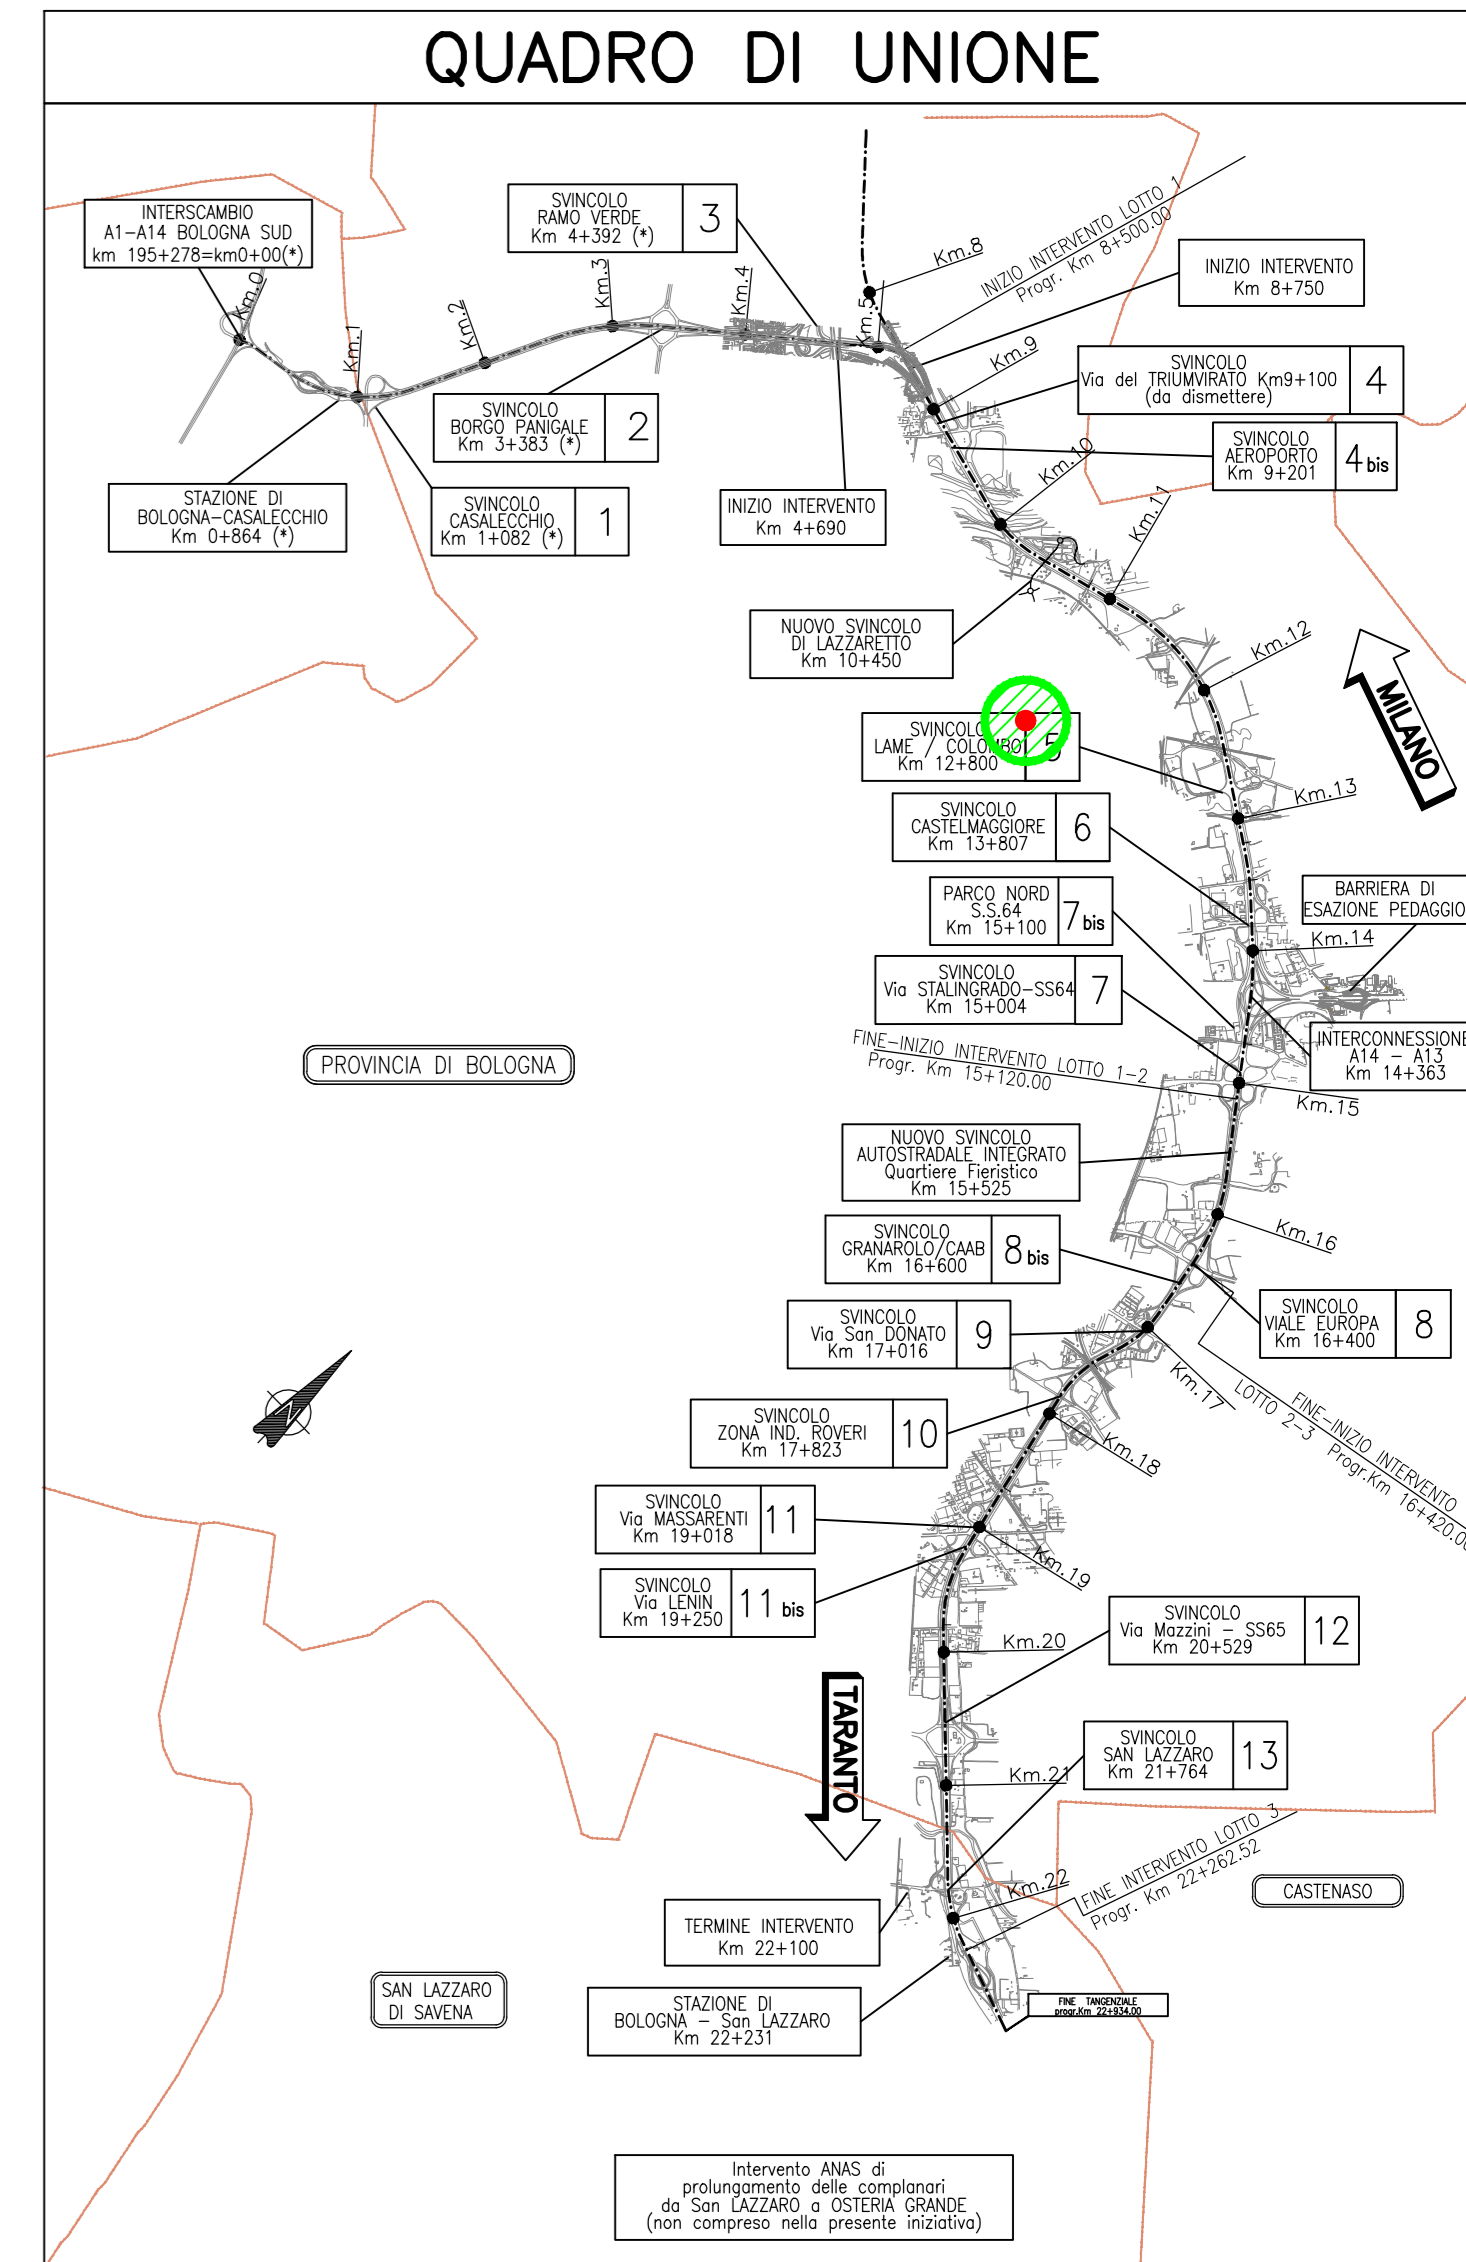 QUADRO DI UNIONE
INTERSCAMBIO
A1-A14 BOLOGNA SUD
km 195+278=km0+00(*)
SVINCOLO
RAMO VERDE
Km 4+392 (*)
3
Km.0
Km.1
Km.2
Km.3
Km.4
Km.5
Km.8
INIZIO INTERVENTO LOTTO 1
Progr. Km 8+500.00
INIZIO INTERVENTO
Km 8+750
Km.9
SVINCOLO
Via del TRIUMVIRATO Km9+100
(da dismettere)
4
SVINCOLO
BORGO PANIGALE
Km 3+383 (*)
2
SVINCOLO
AEROPORTO
Km 9+201
4 bis
Km.10
STAZIONE DI
BOLOGNA-CASALECCHIO
Km 0+864 (*)
SVINCOLO
CASALECCHIO
Km 1+082 (*)
1
INIZIO INTERVENTO
Km 4+690
Km.11
NUOVO SVINCOLO
DI LAZZARETTO
Km 10+450
Km.12
MILANO
SVINCOLO
LAME / COLOMBO
Km 12+800
5
Km.13
SVINCOLO
CASTELMAGGIORE
Km 13+807
6
PARCO NORD
S.S.64
Km 15+100
7 bis
BARRIERA DI
ESAZIONE PEDAGGIO
Km.14
SVINCOLO
Via STALINGRADO-SS64
Km 15+004
7
INTERCONNESSIONE
A14 - A13
Km 14+363
FINE-INIZIO INTERVENTO LOTTO 1-2
Progr. Km 15+120.00
Km.15
PROVINCIA DI BOLOGNA
NUOVO SVINCOLO
AUTOSTRADALE INTEGRATO
Quartiere Fieristico
Km 15+525
SVINCOLO
GRANAROLO/CAAB
Km 16+600
8 bis
Km.16
SVINCOLO
VIALE EUROPA
Km 16+400
8
SVINCOLO
Via San DONATO
Km 17+016
9
Km.17
FINE-INIZIO INTERVENTO
LOTTO 2-3 Progr.Km 16+420.00
SVINCOLO
ZONA IND. ROVERI
Km 17+823
10
Km.18
SVINCOLO
Via MASSARENTI
Km 19+018
11
Km.19
SVINCOLO
Via LENIN
Km 19+250
11 bis
SVINCOLO
Via Mazzini - SS65
Km 20+529
12
Km.20
TARANTO
SVINCOLO
SAN LAZZARO
Km 21+764
13
Km.21
FINE INTERVENTO LOTTO 3
Progr. Km 22+262.52
Km.22
CASTENASO
TERMINE INTERVENTO
Km 22+100
SAN LAZZARO
DI SAVENA
STAZIONE DI
BOLOGNA - San LAZZARO
Km 22+231
FINE TANGENZIALE
progr.Km 22+934.00
Intervento ANAS di
prolungamento delle complanari
da San LAZZARO a OSTERIA GRANDE
(non compreso nella presente iniziativa)